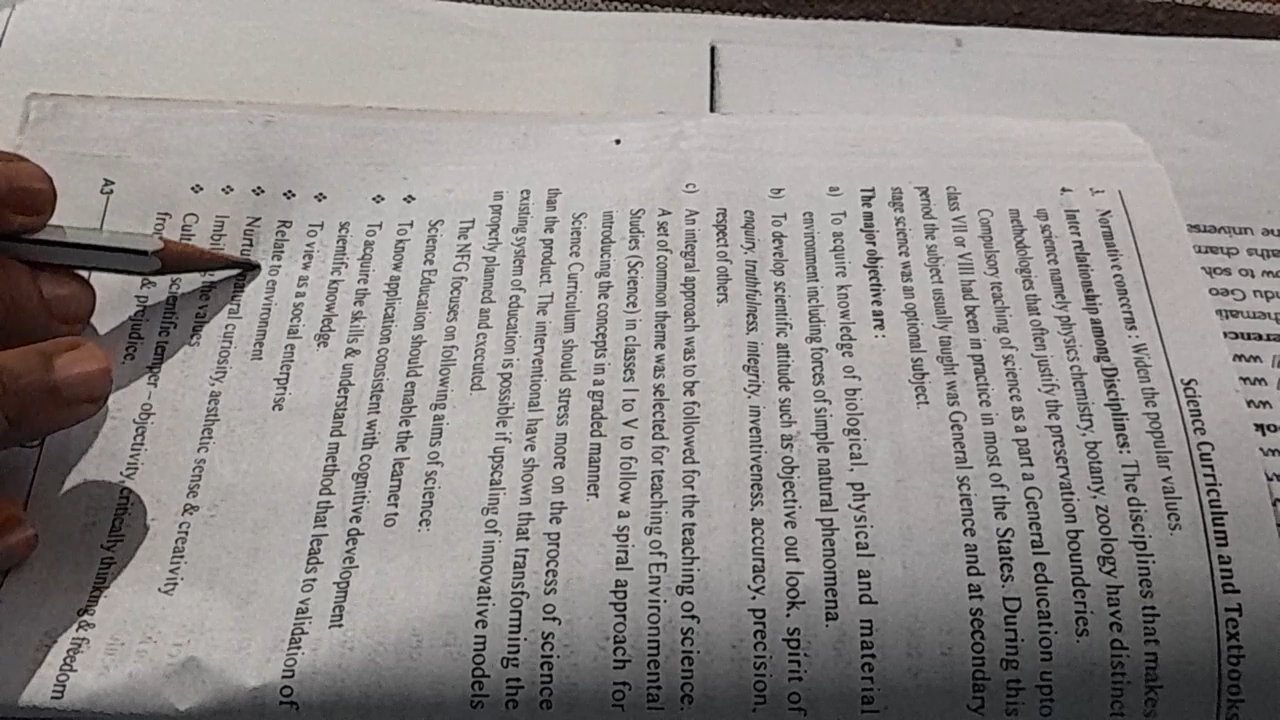 Science Curriculum and Textbooks
3. Normative concerns : Widen the popular values.
4. Inter relationship among Disciplines: The disciplines that makes
up science namely physics chemistry, botany, zoology have distinct
methodologies that often justify the preservation bounderies.
Compulsory teaching of science as a part a General education upto
class VII or VIII had been in practice in most of the States. During this
period the subject usually taught was General science and at secondary
stage science was an optional subject.
The major objective are :
a) To acquire knowledge of biological, physical and material
environment including forces of simple natural phenomena.
b) To develop scientific attitude such as objective out look, spirit of
enquiry, truthfulness, integrity, inventiveness, accuracy, precision,
respect of others.
c) An integral approach was to be followed for the teaching of science.
A set of common theme was selected for teaching of Environmental
Studies (Science) in classes I to V to follow a spiral approach for
introducing the concepts in a graded manner.
Science Curriculum should stress more on the process of science
than the product. The interventional have shown that transforming the
existing system of education is possible if upscaling of innovative models
in properly planned and executed.
The NFG focuses on following aims of science:
Science Education should enable the learner to
❖ To know application consistent with cognitive development
❖ To acquire the skills & understand method that leads to validation of
scientific knowledge.
❖ To view as a social enterprise
❖ Relate to environment
❖ natural curiosity, aesthetic sense & creativity
❖ the values
❖ scientific temper – objectivity, critically thinking & freedom
& prejudice.
A3